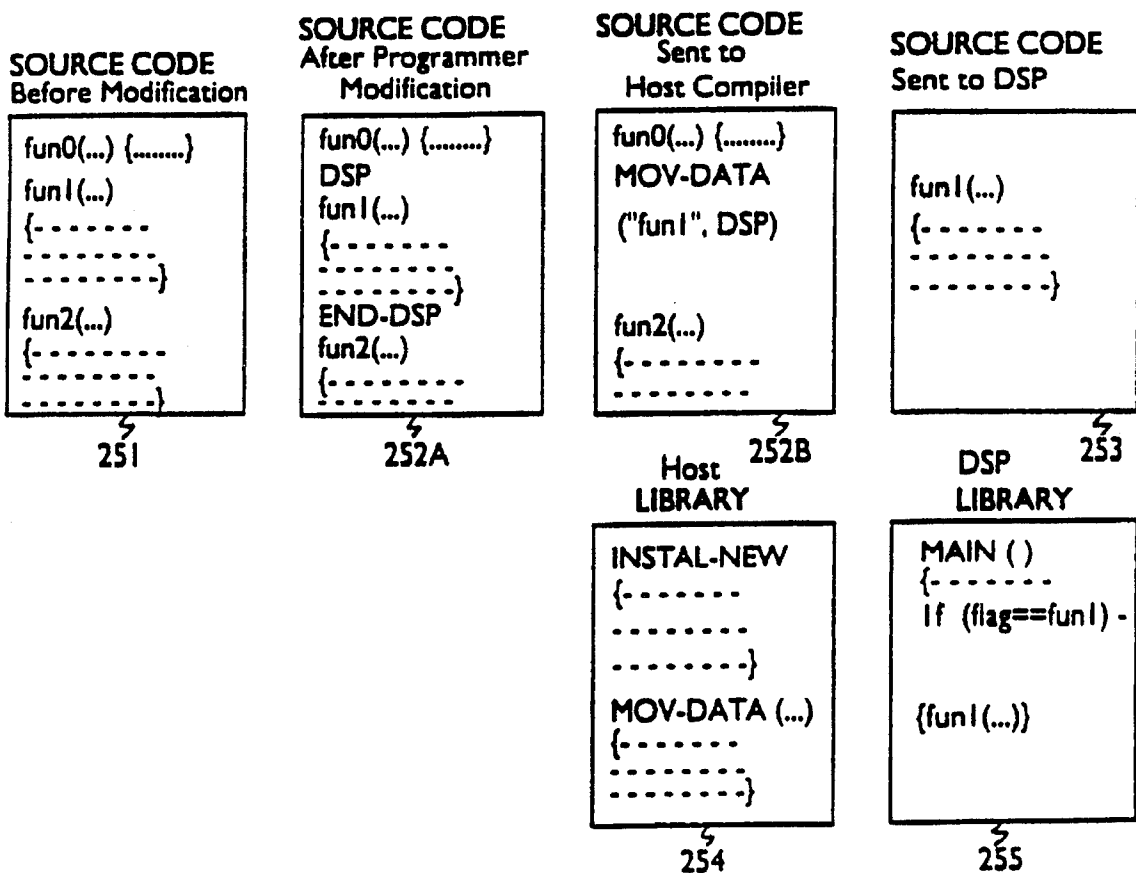 SOURCE CODE
Before Modification
fun0(...) {........}
fun1(...)
{- - - - - - -
- - - - - - - -
- - - - - - - -}
fun2(...)
{- - - - - - - -
- - - - - - - -
- - - - - - - -}
251
SOURCE CODE
After Programmer
Modification
fun0(...) {........}
DSP
fun1(...)
{- - - - - - -
- - - - - - - -
- - - - - - - -}
END-DSP
fun2(...)
{- - - - - - - -
- - - - - - - -
252A
SOURCE CODE
Sent to
Host Compiler
fun0(...) {........}
MOV-DATA
("fun1", DSP)
fun2(...)
{- - - - - - - -
- - - - - - - -
252B
SOURCE CODE
Sent to DSP
fun1(...)
{- - - - - - -
- - - - - - - -
- - - - - - - -}
253
Host
LIBRARY
INSTAL-NEW
{- - - - - - -
- - - - - - - -
- - - - - - - -}
MOV-DATA (...)
{- - - - - - -
- - - - - - - -
- - - - - - - -}
254
DSP
LIBRARY
MAIN ( )
{- - - - - - -
If (flag==fun1) -
{fun1(...)}
255